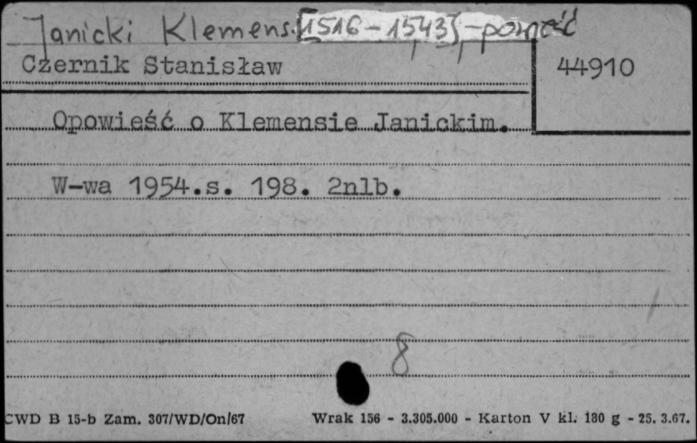 Janicki Klemens. [1516-1543] - powieść
Czernik Stanisław
44910
Opowieść o Klemensie Janickim.
W-wa 1954.s. 198. 2nlb.
8
CWD B 15-b Zam. 307/WD/On/67 Wrak 156 - 3.305.000 - Karton V kl. 180 g - 25. 3.67.